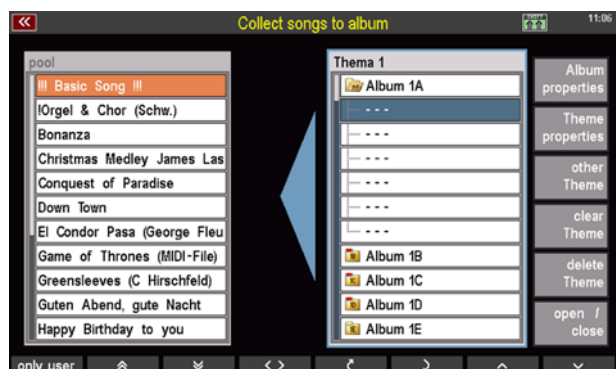 Collect songs to album
11:06
pool
!!! Basic Song !!!
!Orgel & Chor (Schw.)
Bonanza
Christmas Medley James Las
Conquest of Paradise
Down Town
El Condor Pasa (George Fleu
Game of Thrones (MIDI-File)
Greensleeves (C Hirschfeld)
Guten Abend, gute Nacht
Happy Birthday to you
Thema 1
Album 1A
- - -
- - -
- - -
- - -
- - -
- - -
Album 1B
Album 1C
Album 1D
Album 1E
Album
properties
Theme
properties
other
Theme
clear
Theme
delete
Theme
open /
close
only user